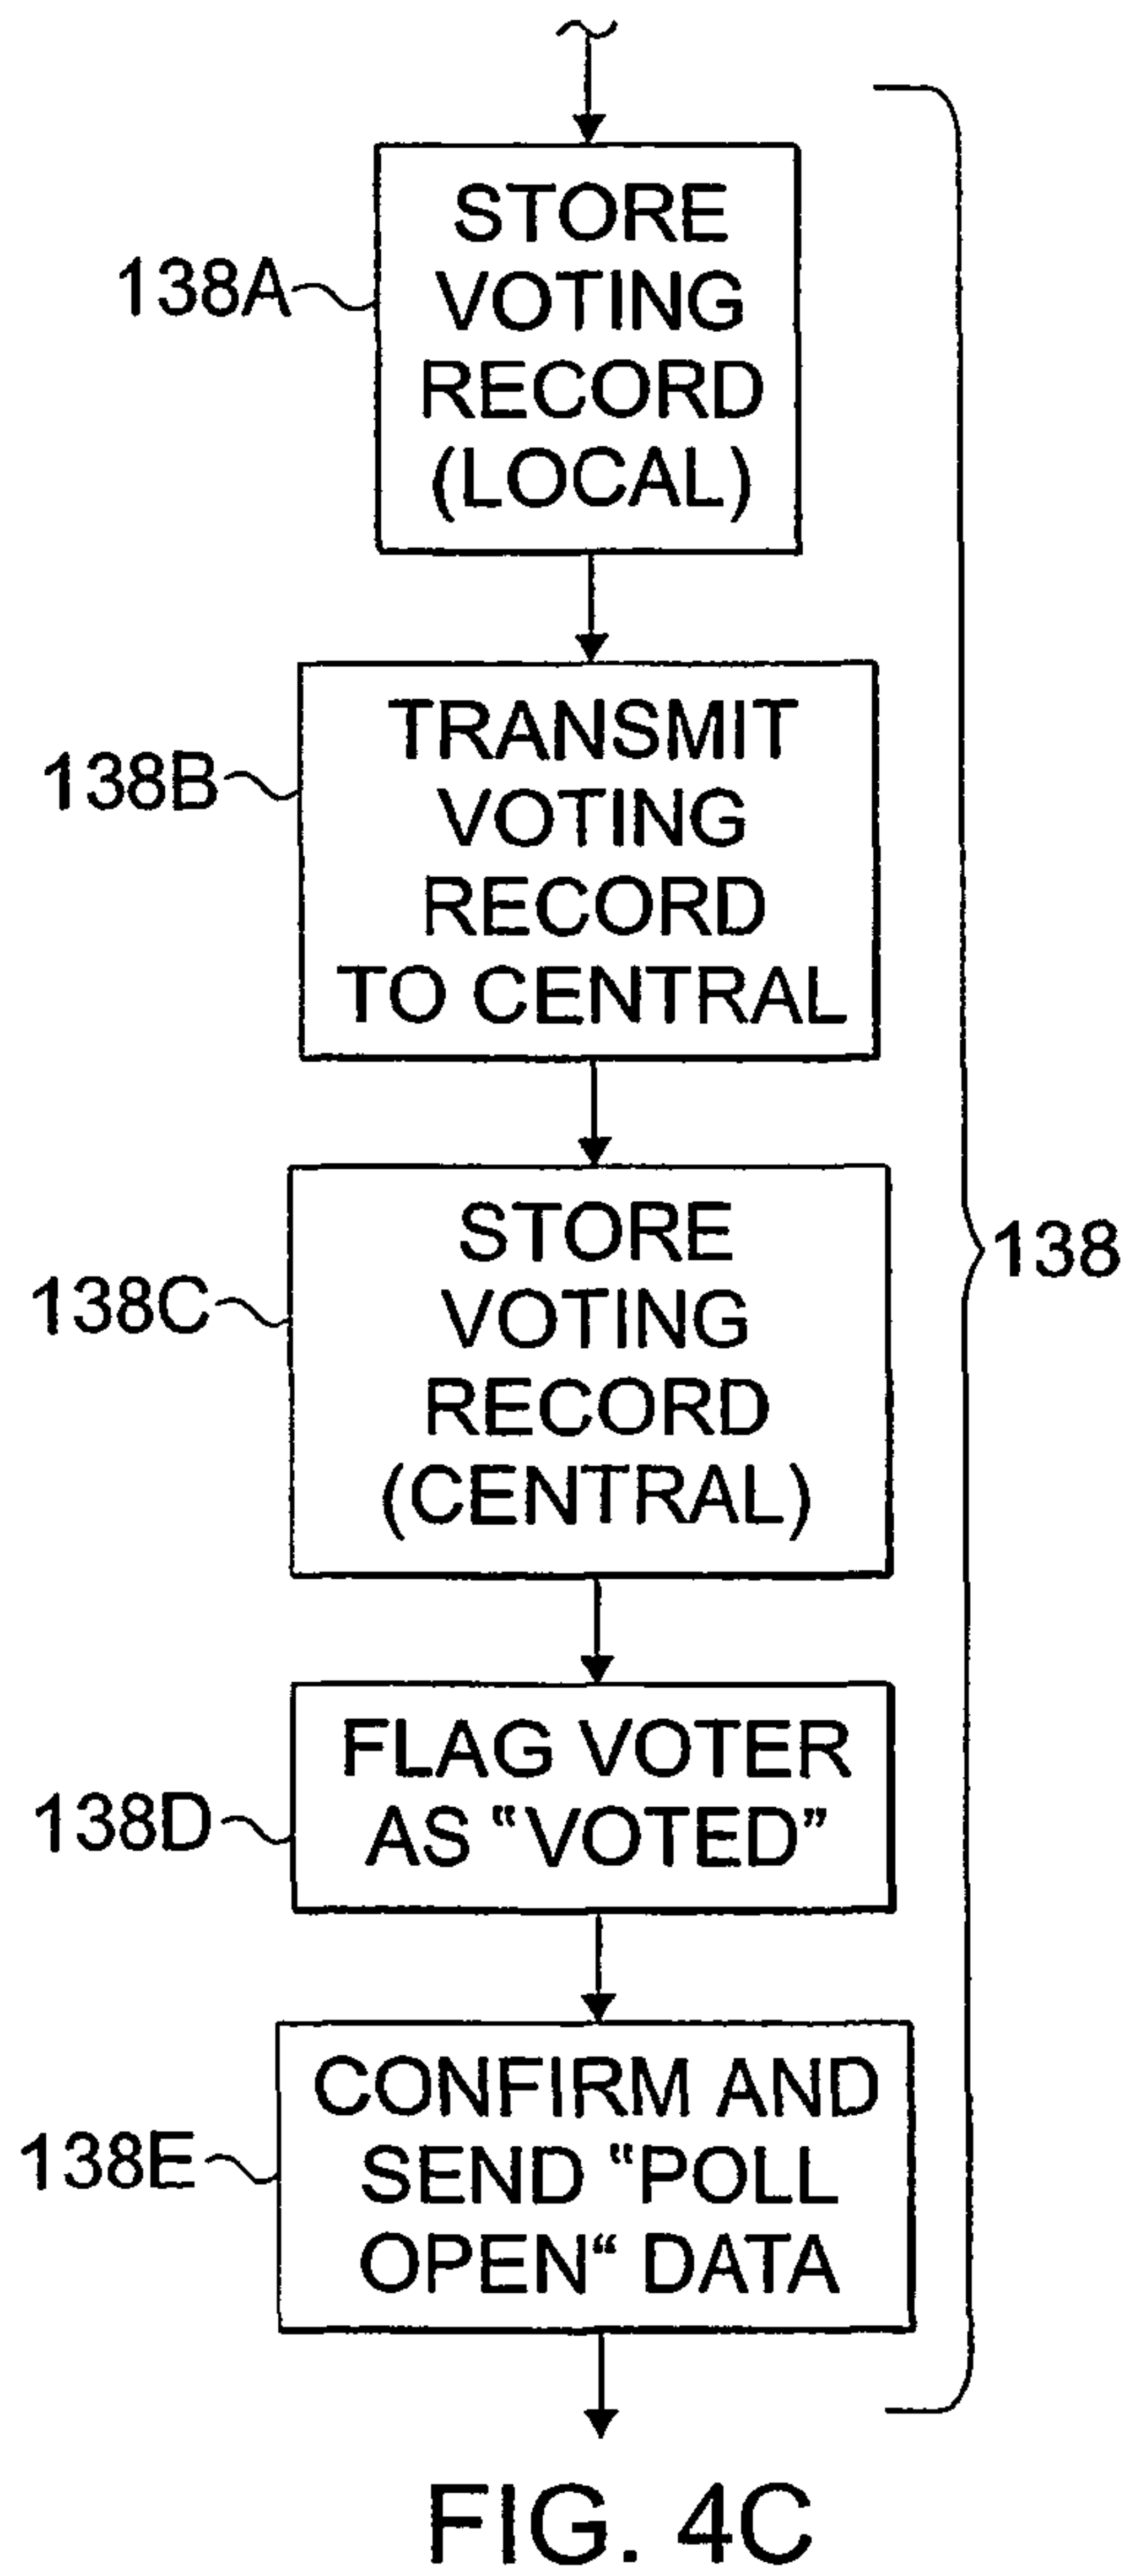 138A
STORE
VOTING
RECORD
(LOCAL)
138B
TRANSMIT
VOTING
RECORD
TO CENTRAL
138C
STORE
VOTING
RECORD
(CENTRAL)
138
138D
FLAG VOTER
AS “VOTED”
138E
CONFIRM AND
SEND “POLL
OPEN“ DATA
FIG. 4C